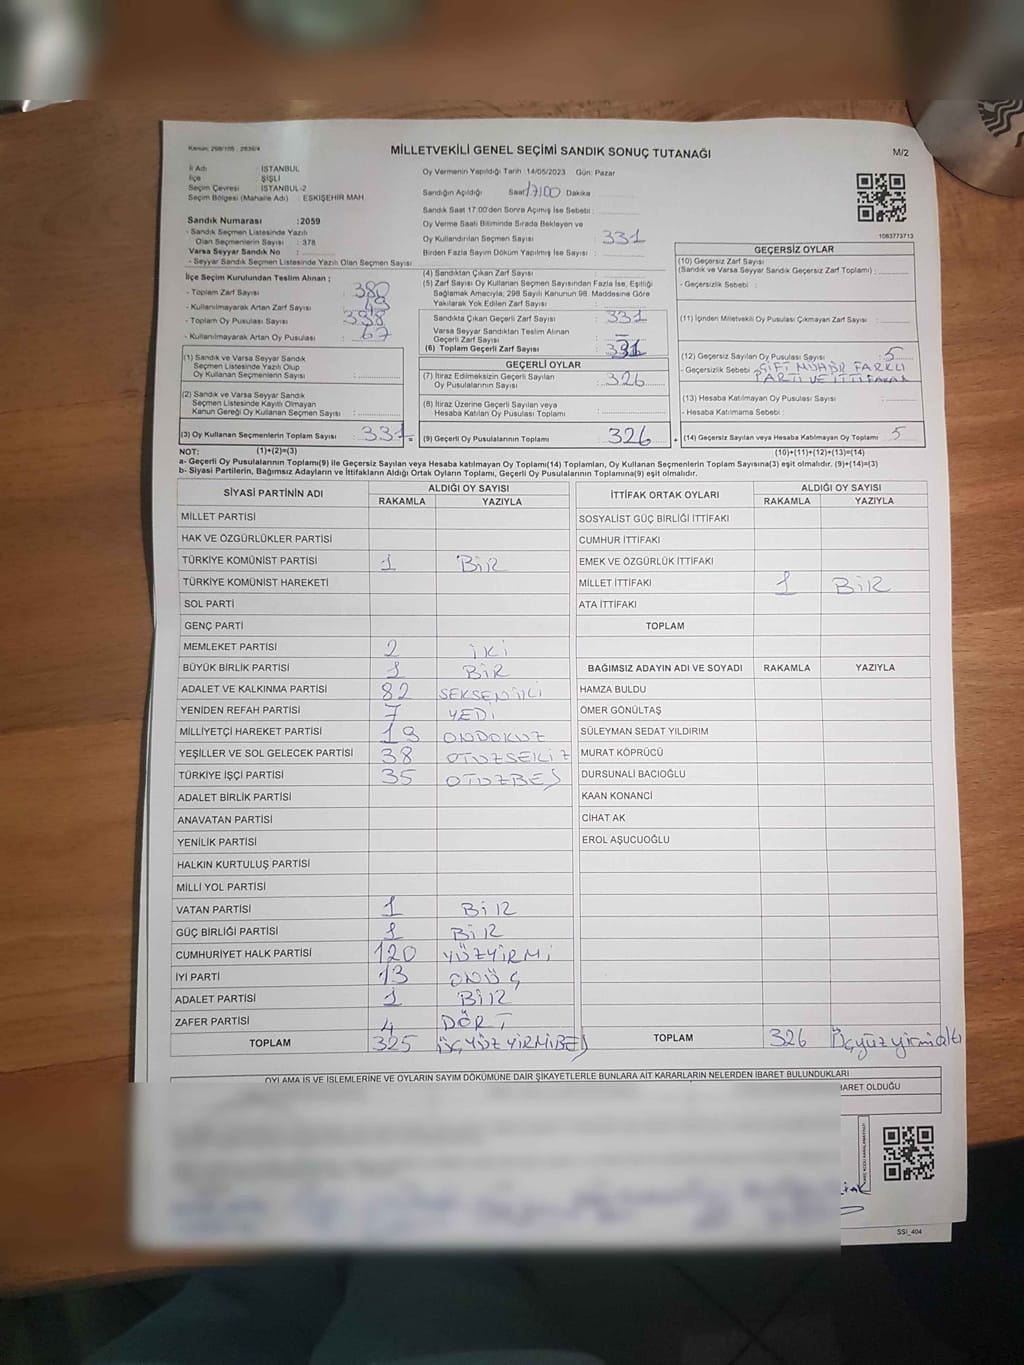 Kanun: 298/105 ; 2839/4
MİLLETVEKİLİ GENEL SEÇİMİ SANDIK SONUÇ TUTANAĞI
M/2
İl Adı : İSTANBUL
İlçe : ŞİŞLİ
Seçim Çevresi : İSTANBUL-2
Seçim Bölgesi (Mahalle Adı) : ESKİŞEHİR MAH.
Oy Vermenin Yapıldığı Tarih :14/05/2023 Gün: Pazar
Sandığın Açıldığı Saat 17:00 Dakika
Sandık Saat 17:00'den Sonra Açılmış İse Sebebi :
Sandık Numarası :2059
- Sandık Seçmen Listesinde Yazılı
Olan Seçmenlerin Sayısı : 378
Varsa Seyyar Sandık No :
- Seyyar Sandık Seçmen Listesinde Yazılı Olan Seçmen Sayısı:
Oy Verme Saati Bitiminde Sırada Bekleyen ve
Oy Kullandırılan Seçmen Sayısı : 331
Birden Fazla Sayım Döküm Yapılmış İse Sayısı :
1063773713
İlçe Seçim Kurulundan Teslim Alınan ;
- Toplam Zarf Sayısı : 380
- Kullanılmayarak Artan Zarf Sayısı : 49
- Toplam Oy Pusulası Sayısı : 398
- Kullanılmayarak Artan Oy Pusulası : 67
(1) Sandık ve Varsa Seyyar Sandık
Seçmen Listesinde Yazılı Olup
Oy Kullanan Seçmenlerin Sayısı :
(2) Sandık ve Varsa Seyyar Sandık
Seçmen Listesinde Kayıtlı Olmayan
Kanun Gereği Oy Kullanan Seçmen Sayısı :
(3) Oy Kullanan Seçmenlerin Toplam Sayısı : 331 =
(4) Sandıktan Çıkan Zarf Sayısı :
(5) Zarf Sayısı Oy Kullanan Seçmen Sayısından Fazla İse, Eşitliği
Sağlamak Amacıyla; 298 Sayılı Kanunun 98. Maddesine Göre
Yakılarak Yok Edilen Zarf Sayısı :
Sandıkta Çıkan Geçerli Zarf Sayısı : 331
Varsa Seyyar Sandıktan Teslim Alınan
Geçerli Zarf Sayısı : —
(6) Toplam Geçerli Zarf Sayısı : 331
GEÇERLİ OYLAR
(7) İtiraz Edilmeksizin Geçerli Sayılan
Oy Pusulalarının Sayısı : 326
(8) İtiraz Üzerine Geçerli Sayılan veya
Hesaba Katılan Oy Pusulası Toplamı :
(9) Geçerli Oy Pusulalarının Toplamı : 326 +
GEÇERSİZ OYLAR
(10) Geçersiz Zarf Sayısı
(Sandık ve Varsa Seyyar Sandık Geçersiz Zarf Toplamı) :
- Geçersizlik Sebebi :
(11) İçinden Milletvekili Oy Pusulası Çıkmayan Zarf Sayısı :
(12) Geçersiz Sayılan Oy Pusulası Sayısı : 5
- Geçersizlik Sebebi : ÇİFT MÜHÜR FARKLI
PARTİ VE İTTİFAKAN
(13) Hesaba Katılmayan Oy Pusulası Sayısı :
- Hesaba Katılmama Sebebi :
(14) Geçersiz Sayılan veya Hesaba Katılmayan Oy Toplamı : 5
NOT: (1)+(2)=(3) (10)+(11)+(12)+(13)=(14)
a- Geçerli Oy Pusulalarının Toplamları(9) ile Geçersiz Sayılan veya Hesaba katılmayan Oy Toplamı(14) Toplamları, Oy Kullanan Seçmenlerin Toplam Sayısına(3) eşit olmalıdır. (9)+(14)=(3)
b- Siyasi Partilerin, Bağımsız Adayların ve İttifakların Aldığı Ortak Oyların Toplamı, Geçerli Oy Pusulalarının Toplamına(9) eşit olmalıdır.
SİYASİ PARTİNİN ADI ALDIĞI OY SAYISI
RAKAMLA YAZIYLA
MİLLET PARTİSİ
HAK VE ÖZGÜRLÜKLER PARTİSİ
TÜRKİYE KOMÜNİST PARTİSİ 1 BİR
TÜRKİYE KOMÜNİST HAREKETİ
SOL PARTİ
GENÇ PARTİ
MEMLEKET PARTİSİ 2 İKİ
BÜYÜK BİRLİK PARTİSİ 1 BİR
ADALET VE KALKINMA PARTİSİ 82 SEKSENİKİ
YENİDEN REFAH PARTİSİ 7 YEDİ
MİLLİYETÇİ HAREKET PARTİSİ 19 ONDOKUZ
YEŞİLLER VE SOL GELECEK PARTİSİ 38 OTUZSEKİZ
TÜRKİYE İŞÇİ PARTİSİ 35 OTUZBEŞ
ADALET BİRLİK PARTİSİ
ANAVATAN PARTİSİ
YENİLİK PARTİSİ
HALKIN KURTULUŞ PARTİSİ
MİLLİ YOL PARTİSİ
VATAN PARTİSİ 1 BİR
GÜÇ BİRLİĞİ PARTİSİ 1 BİR
CUMHURİYET HALK PARTİSİ 120 YÜZYİRMİ
İYİ PARTİ 13 ONÜÇ
ADALET PARTİSİ 1 BİR
ZAFER PARTİSİ 4 DÖRT
TOPLAM 325 ÜÇYÜZYİRMİBEŞ
İTTİFAK ORTAK OYLARI ALDIĞI OY SAYISI
RAKAMLA YAZIYLA
SOSYALİST GÜÇ BİRLİĞİ İTTİFAKI
CUMHUR İTTİFAKI
EMEK VE ÖZGÜRLÜK İTTİFAKI
MİLLET İTTİFAKI 1 BİR
ATA İTTİFAKI
TOPLAM
BAĞIMSIZ ADAYIN ADI VE SOYADI RAKAMLA YAZIYLA
HAMZA BULDU
ÖMER GÖNÜLTAŞ
SÜLEYMAN SEDAT YILDIRIM
MURAT KÖPRÜCÜ
DURSUNALİ BACIOĞLU
KAAN KONANCİ
CİHAT AK
EROL AŞUCUOĞLU
TOPLAM 326 Üçyüzyirmialtı
OYLAMA İŞ VE İŞLEMLERİNE VE OYLARIN SAYIM DÖKÜMÜNE DAİR ŞİKAYETLERLE BUNLARA AİT KARARLARIN NELERDEN İBARET BULUNDUKLARI
BARET OLDUĞU
SSİ_404